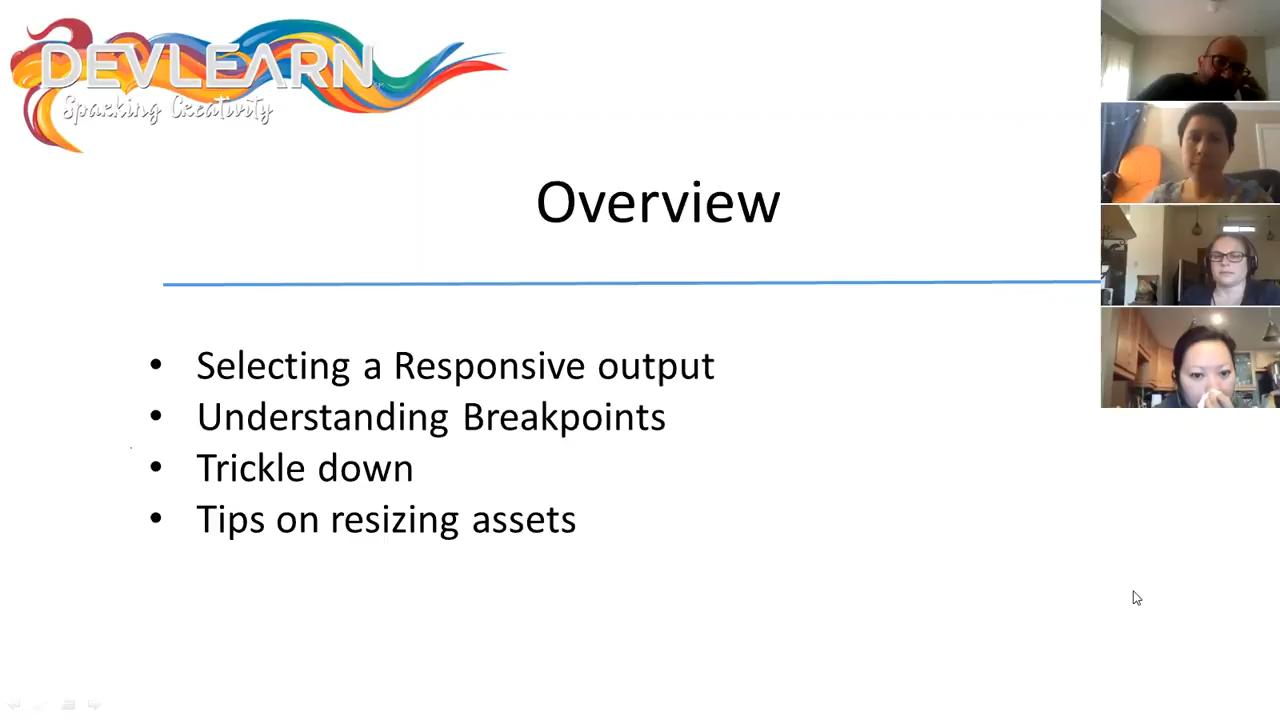 DEVLEARN
Sparking Creativity
Overview
• Selecting a Responsive output
• Understanding Breakpoints
• Trickle down
• Tips on resizing assets